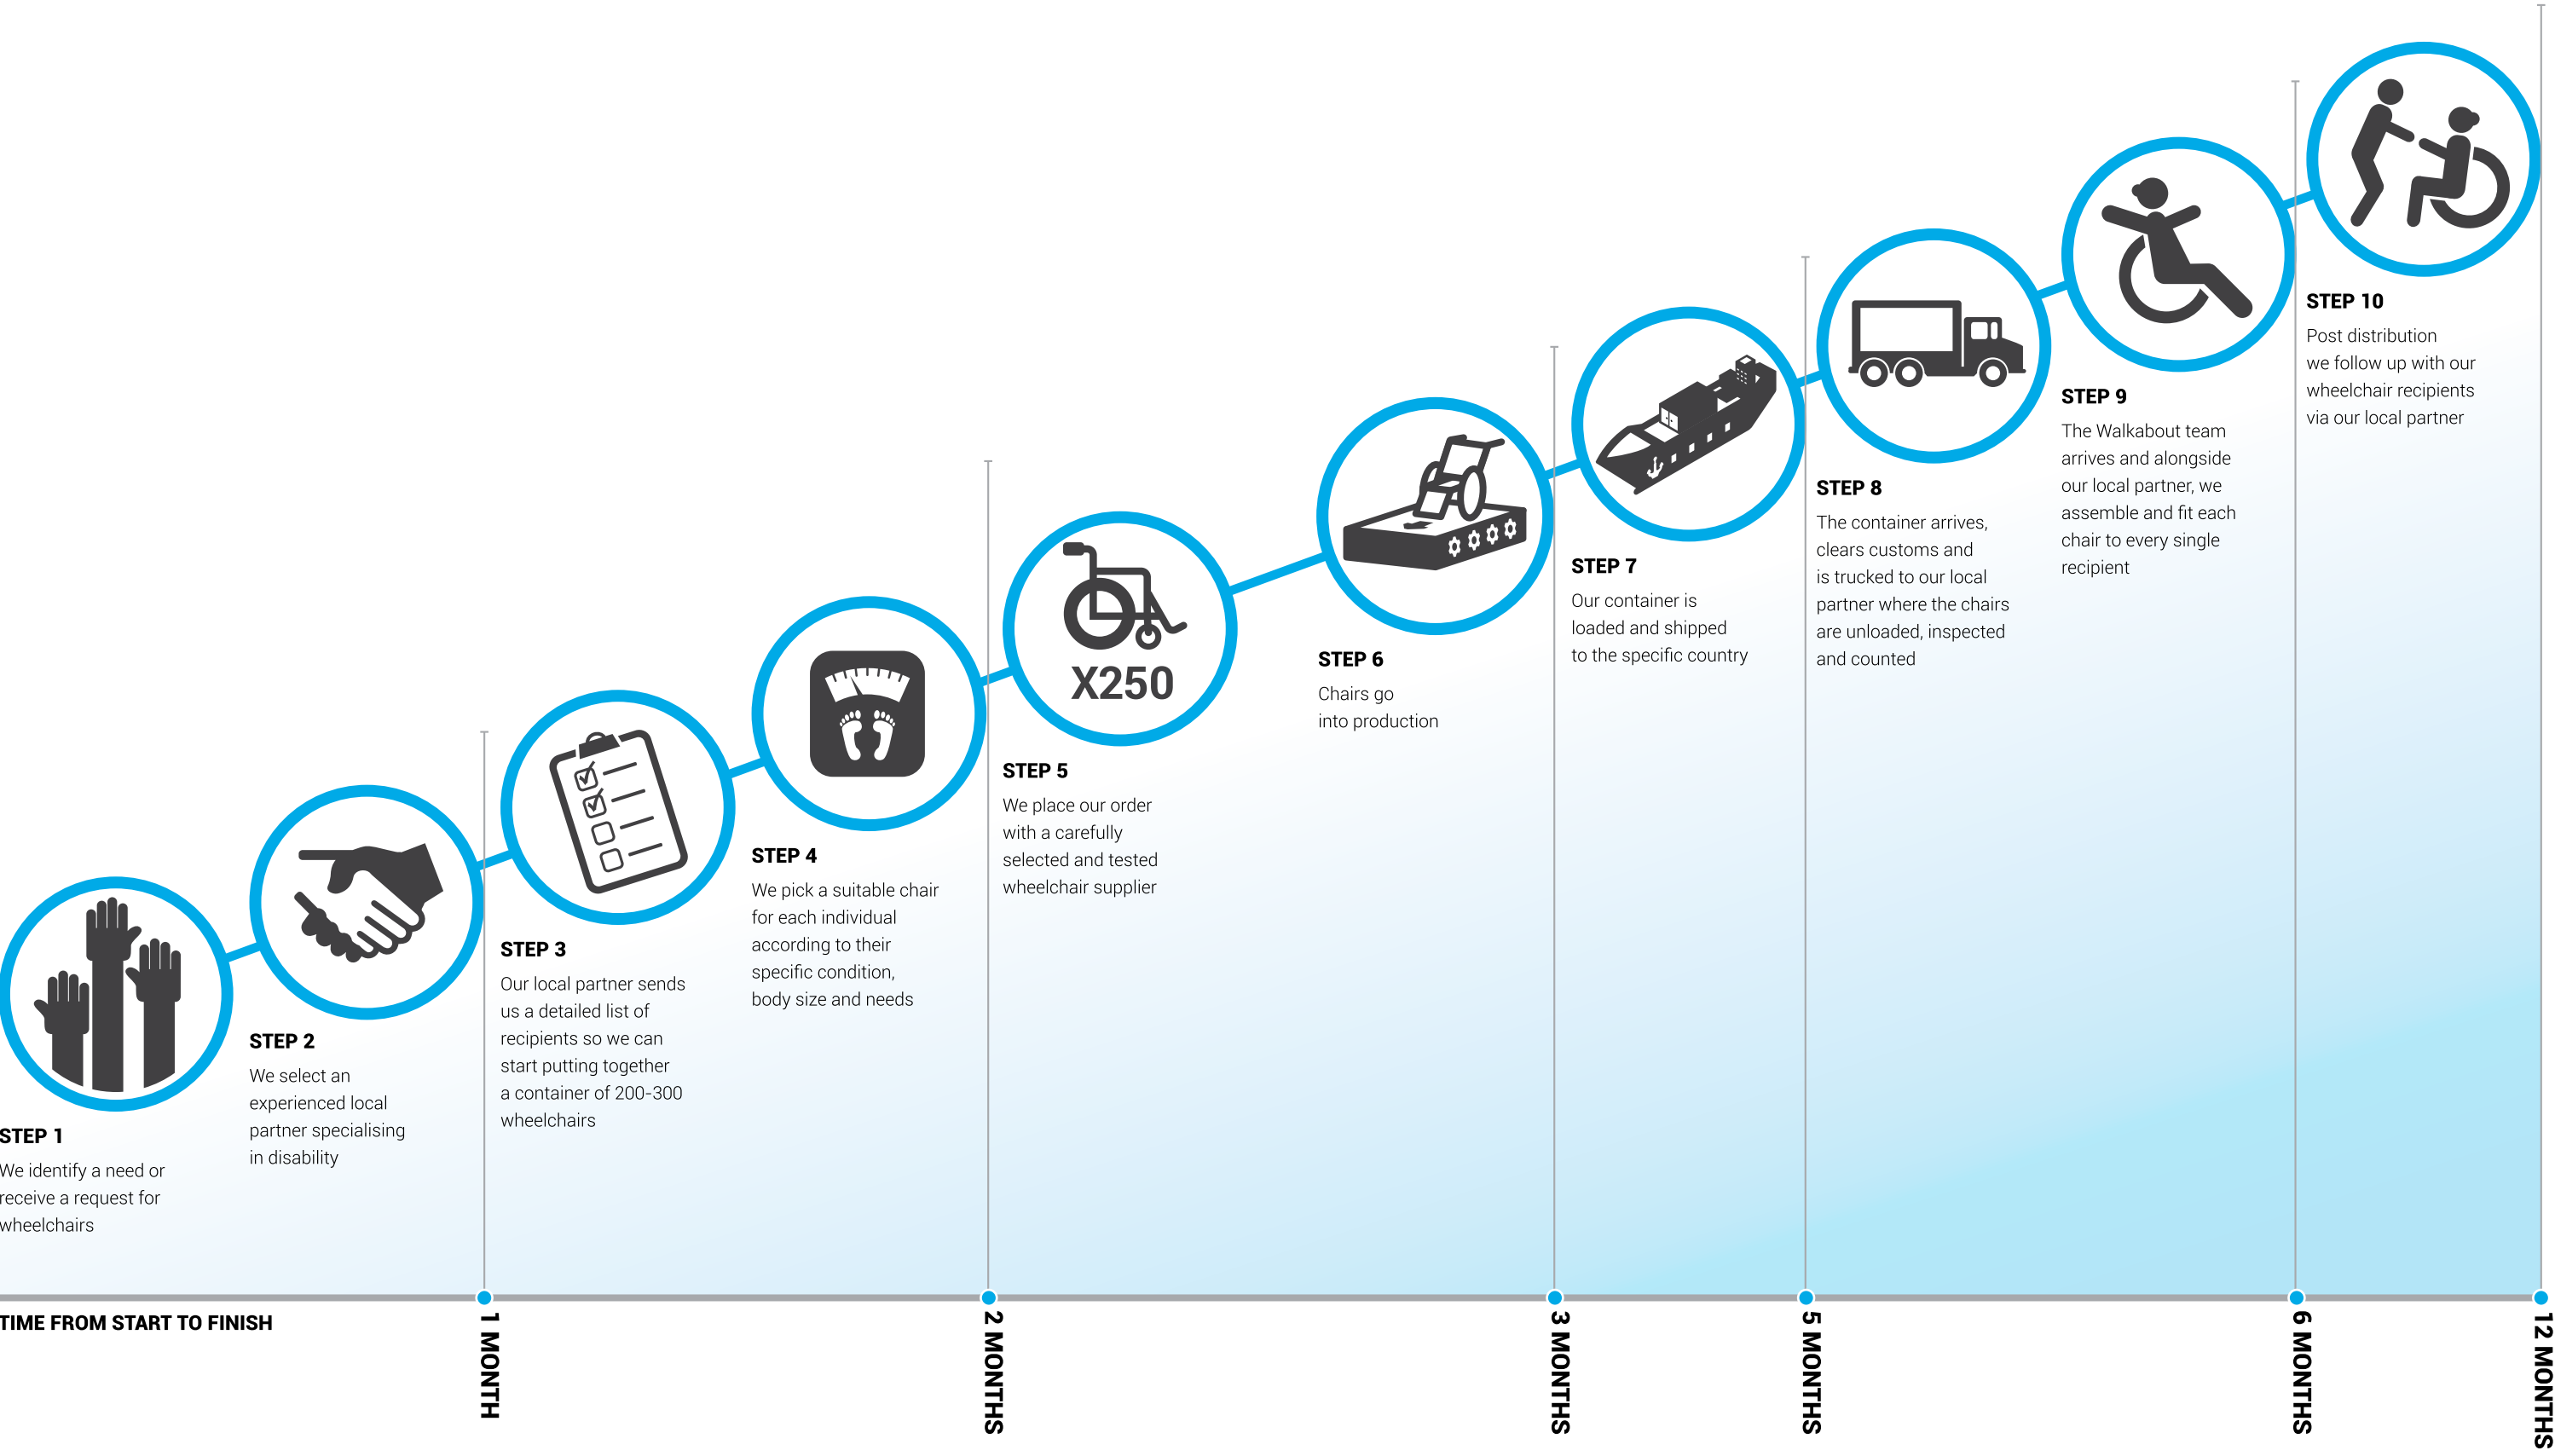 STEP 1
We identify a need or
receive a request for
wheelchairs
STEP 2
We select an
experienced local
partner specialising
in disability
STEP 3
Our local partner sends
us a detailed list of
recipients so we can
start putting together
a container of 200-300
wheelchairs
STEP 4
We pick a suitable chair
for each individual
according to their
specific condition,
body size and needs
X250
STEP 5
We place our order
with a carefully
selected and tested
wheelchair supplier
STEP 6
Chairs go
into production
STEP 7
Our container is
loaded and shipped
to the specific country
STEP 8
The container arrives,
clears customs and
is trucked to our local
partner where the chairs
are unloaded, inspected
and counted
STEP 9
The Walkabout team
arrives and alongside
our local partner, we
assemble and fit each
chair to every single
recipient
STEP 10
Post distribution
we follow up with our
wheelchair recipients
via our local partner
TIME FROM START TO FINISH
1 MONTH
2 MONTHS
3 MONTHS
5 MONTHS
6 MONTHS
12 MONTHS